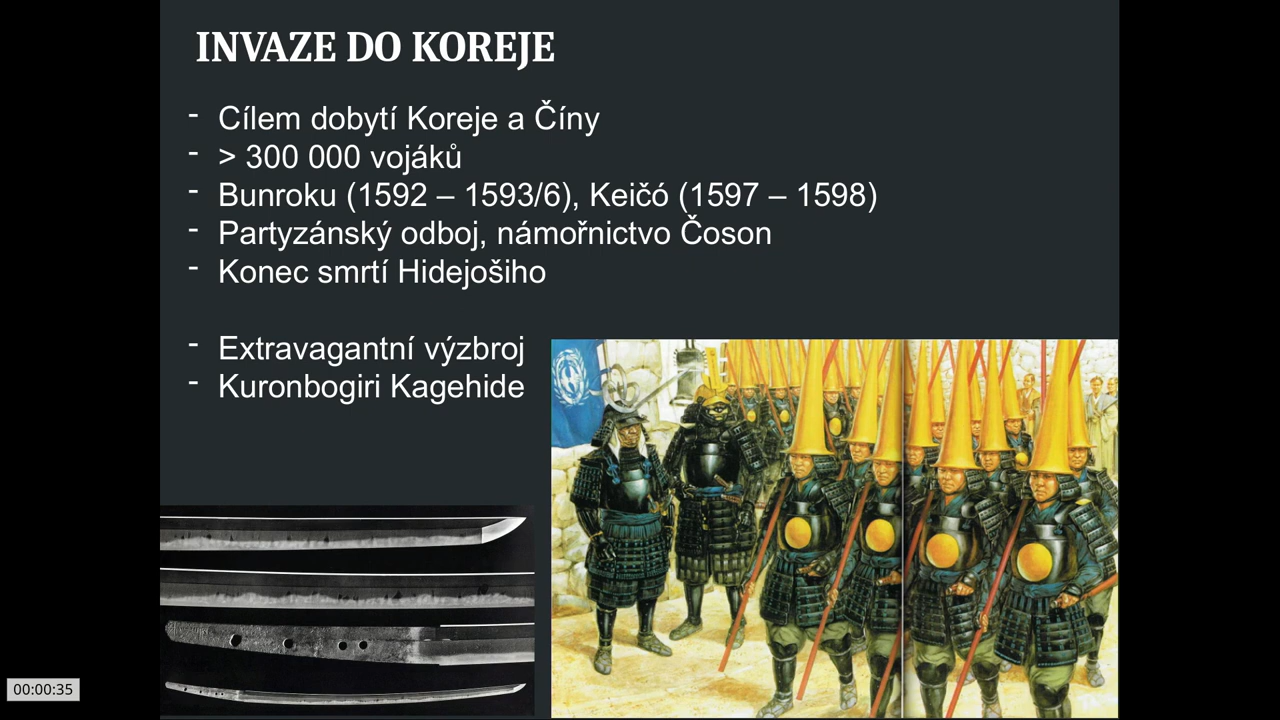 INVAZE DO KOREJE
- Cílem dobytí Koreje a Číny
- > 300 000 vojáků
- Bunroku (1592 – 1593/6), Keičó (1597 – 1598)
- Partyzánský odboj, námořnictvo Čoson
- Konec smrtí Hidejošiho
- Extravagantní výzbroj
- Kuronbogiri Kagehide
00:00:35